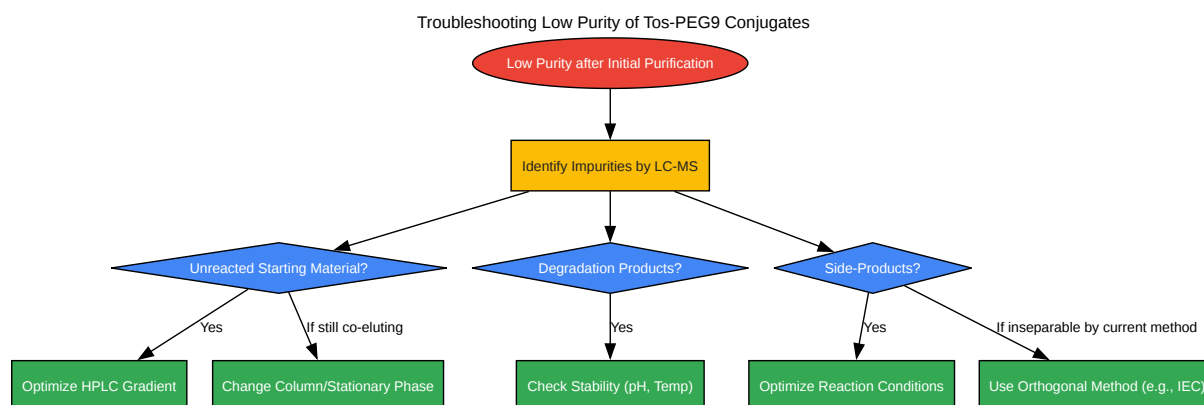 Troubleshooting Low Purity of Tos-PEG9 Conjugates
Low Purity after Initial Purification
Identify Impurities by LC-MS
Unreacted Starting Material?
Degradation Products?
Side-Products?
Yes
If still co-eluting
Yes
Yes
If inseparable by current method
Optimize HPLC Gradient
Change Column/Stationary Phase
Check Stability (pH, Temp)
Optimize Reaction Conditions
Use Orthogonal Method (e.g., IEC)